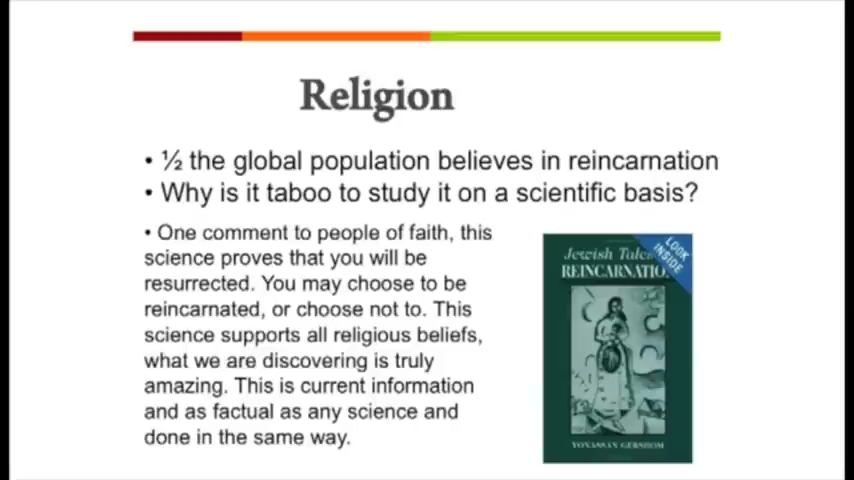 Religion
• ½ the global population believes in reincarnation
• Why is it taboo to study it on a scientific basis?
• One comment to people of faith, this
science proves that you will be
resurrected. You may choose to be
reincarnated, or choose not to. This
science supports all religious beliefs,
what we are discovering is truly
amazing. This is current information
and as factual as any science and
done in the same way.
LOOK
INSIDE
Jewish
REINCARNATIO
YONASSAN GERSHOM